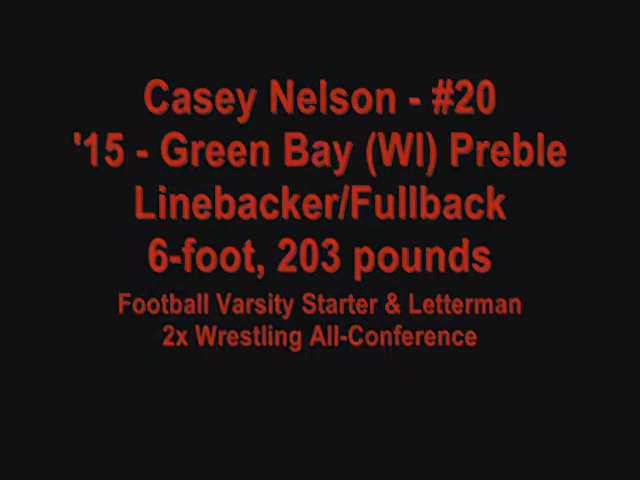 Casey Nelson - #20
'15 - Green Bay (WI) Preble
Linebacker/Fullback
6-foot, 203 pounds
Football Varsity Starter & Letterman
2x Wrestling All-Conference